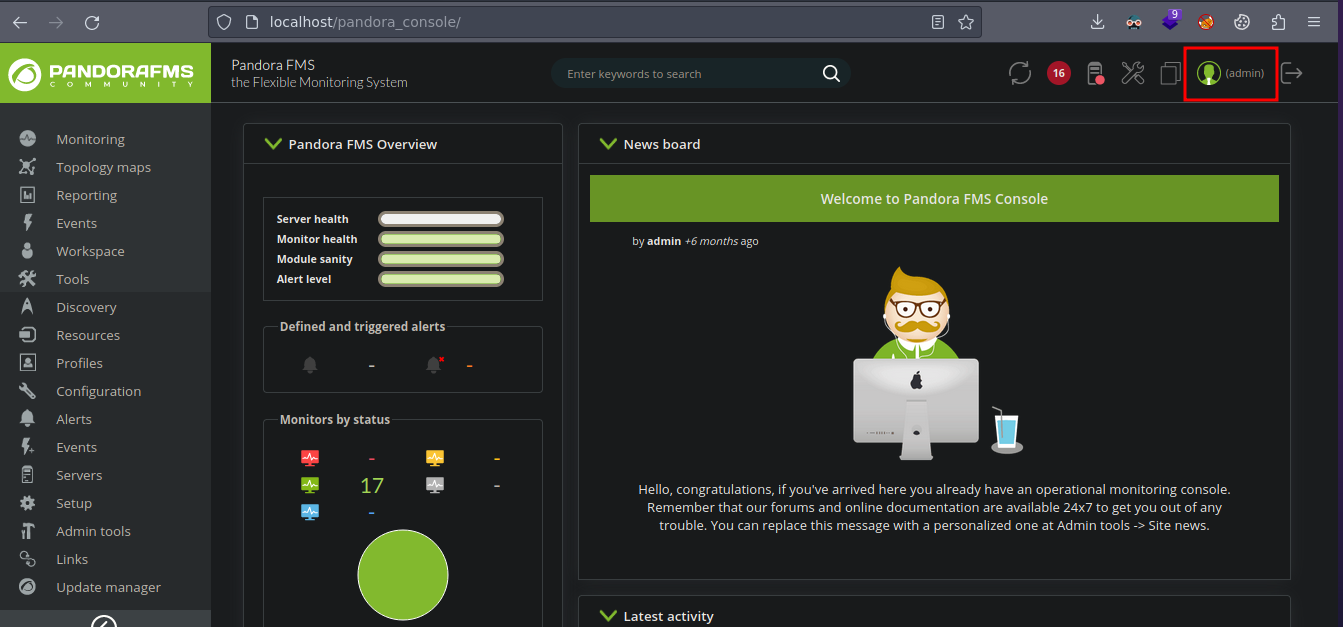 localhost/pandora_console/
9
PANDORAFMS
COMMUNITY
Pandora FMS
the Flexible Monitoring System
Enter keywords to search
16
(admin)
Monitoring
Topology maps
Reporting
Events
Workspace
Tools
Discovery
Resources
Profiles
Configuration
Alerts
Events
Servers
Setup
Admin tools
Links
Update manager
Pandora FMS Overview
Server health
Monitor health
Module sanity
Alert level
Defined and triggered alerts
- -
Monitors by status
- -
17 -
-
News board
Welcome to Pandora FMS Console
by admin +6 months ago
Hello, congratulations, if you've arrived here you already have an operational monitoring console.
Remember that our forums and online documentation are available 24x7 to get you out of any
trouble. You can replace this message with a personalized one at Admin tools -> Site news.
Latest activity